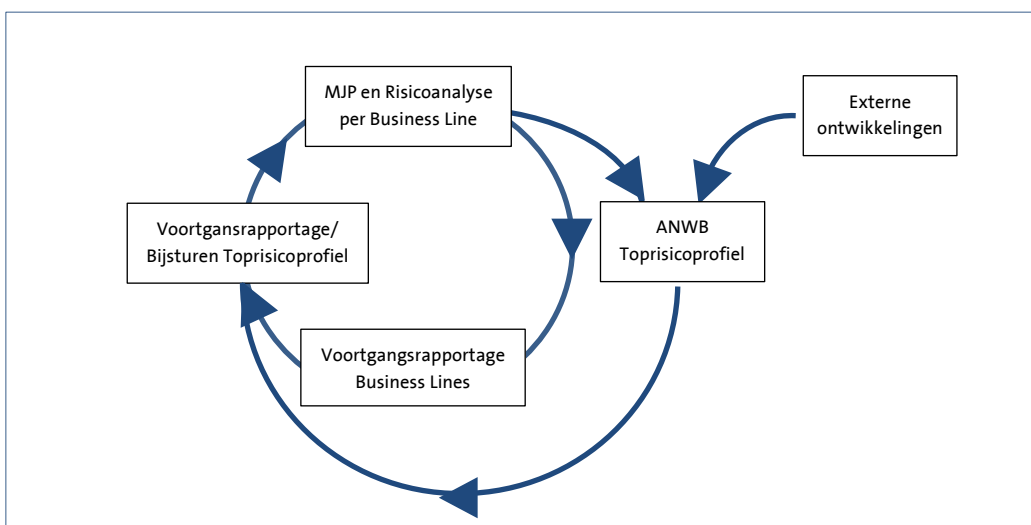 MJP en Risicoanalyse
per Business Line
Externe
ontwikkelingen
Voortgansrapportage/
Bijsturen Toprisicoprofiel
ANWB
Toprisicoprofiel
Voortgangsrapportage
Business Lines